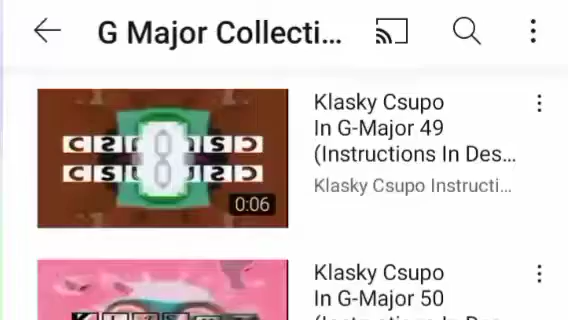 G Major Collecti...
Klasky Csupo
In G-Major 49
(Instructions In Des...
Klasky Csupo Instructi...
0:06
Klasky Csupo
In G-Major 50